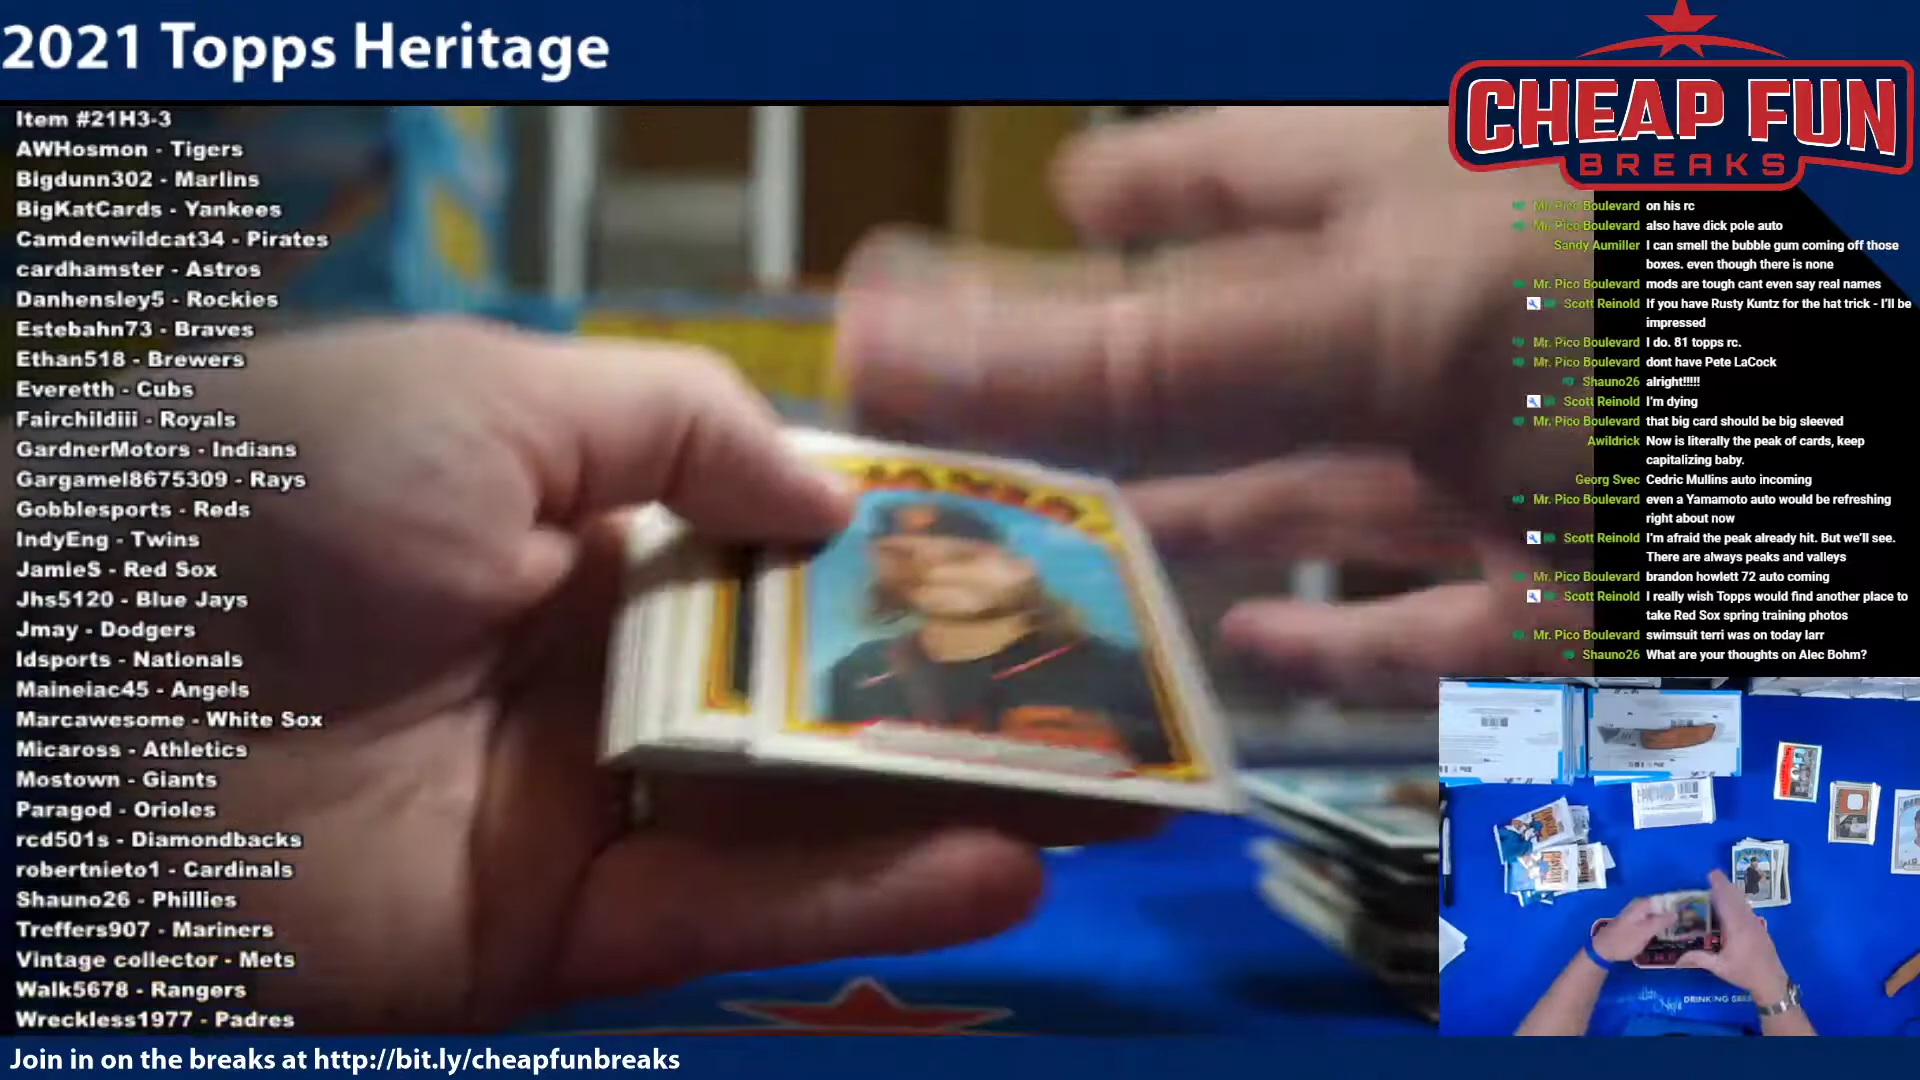 2021 Topps Heritage
CHEAP FUN
BREAKS
Item #21H3-3
AWHosmon - Tigers
Bigdunn302 - Marlins
BigKatCards - Yankees
Camdenwildcat34 - Pirates
cardhamster - Astros
Danhensley5 - Rockies
Estebahn73 - Braves
Ethan518 - Brewers
Everetth - Cubs
Fairchildiii - Royals
GardnerMotors - Indians
Gargamel8675309 - Rays
Gobblesports - Reds
IndyEng - Twins
JamieS - Red Sox
Jhs5120 - Blue Jays
Jmay - Dodgers
ldsports - Nationals
Maineiac45 - Angels
Marcawesome - White Sox
Micaross - Athletics
Mostown - Giants
Paragod - Orioles
rcd501s - Diamondbacks
robertnieto1 - Cardinals
Shauno26 - Phillies
Treffers907 - Mariners
Vintage collector - Mets
Walk5678 - Rangers
Wreckless1977 - Padres
Mr. Pico Boulevard on his rc
Mr. Pico Boulevard also have dick pole auto
Sandy Aumiller I can smell the bubble gum coming off those
boxes. even though there is none
Mr. Pico Boulevard mods are tough cant even say real names
Scott Reinold If you have Rusty Kuntz for the hat trick - I'll be
impressed
Mr. Pico Boulevard I do. 81 topps rc.
Mr. Pico Boulevard dont have Pete LaCock
Shauno26 alright!!!!!
Scott Reinold I'm dying
Mr. Pico Boulevard that big card should be big sleeved
Awildrick Now is literally the peak of cards, keep
capitalizing baby.
Georg Svec Cedric Mullins auto incoming
Mr. Pico Boulevard even a Yamamoto auto would be refreshing
right about now
Scott Reinold I'm afraid the peak already hit. But we'll see.
There are always peaks and valleys
Mr. Pico Boulevard brandon howlett 72 auto coming
Scott Reinold I really wish Topps would find another place to
take Red Sox spring training photos
Mr. Pico Boulevard swimsuit terri was on today larr
Shauno26 What are your thoughts on Alec Bohm?
Join in on the breaks at http://bit.ly/cheapfunbreaks